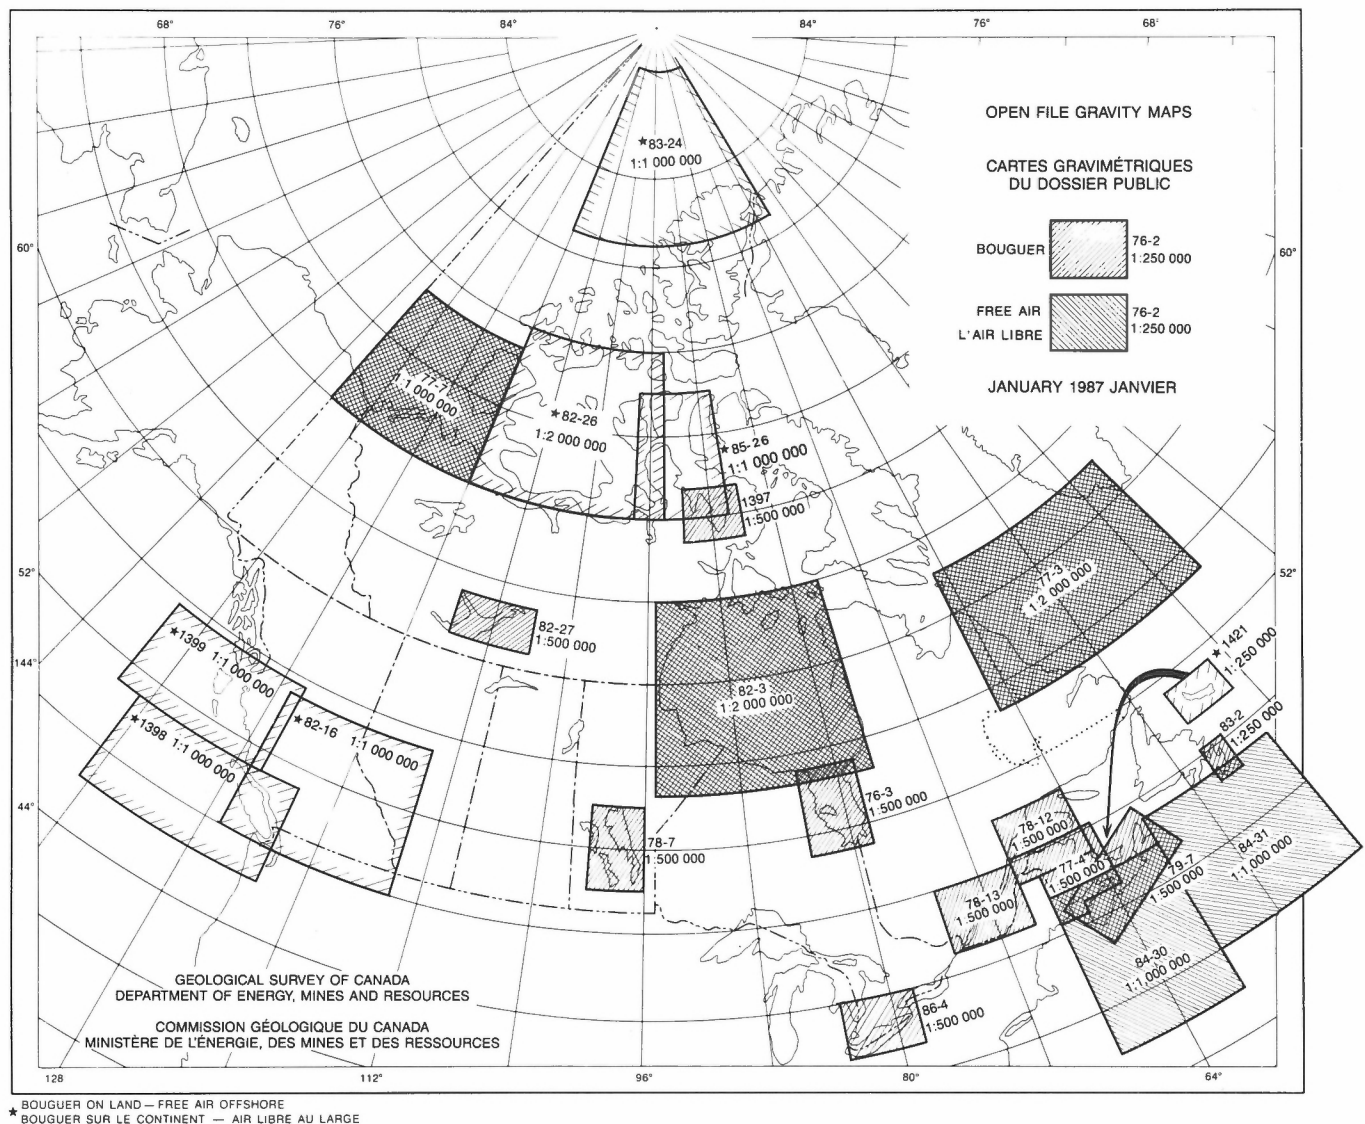 68°
76°
84°
84°
76°
68'
OPEN FILE GRAVITY MAPS
CARTES GRAVIMÉTRIQUES
DU DOSSIER PUBLIC
BOUGUER
76-2
1:250 000
FREE AIR
L'AIR LIBRE
76-2
1:250 000
JANUARY 1987 JANVIER
60°
60°
★83-24
1:1 000 000
77-7
1:1 000 000
★82-26
1:2 000 000
★85-26
1:1 000 000
1397
1:500 000
52°
52°
77-3
1:2 000 000
82-27
1:500 000
★1399 1:1 000 000
144°
★1421
1:250 000
82-3
1:2 000 000
★1398 1:1 000 000
★82-16 1:1 000 000
83-2
1:250 000
44°
76-3
1:500 000
78-7
1:500 000
78-12
1:500 000
77-4
1:500 000
79-7
1:500 000
84-31
1:1,000 000
78-13
1:500 000
84-30
1:1,000 000
86-4
1:500 000
GEOLOGICAL SURVEY OF CANADA
DEPARTMENT OF ENERGY, MINES AND RESOURCES
COMMISSION GÉOLOGIQUE DU CANADA
MINISTÈRE DE L'ÉNERGIE, DES MINES ET DES RESSOURCES
128
112°
96°
80°
64°
★ BOUGUER ON LAND — FREE AIR OFFSHORE
BOUGUER SUR LE CONTINENT — AIR LIBRE AU LARGE